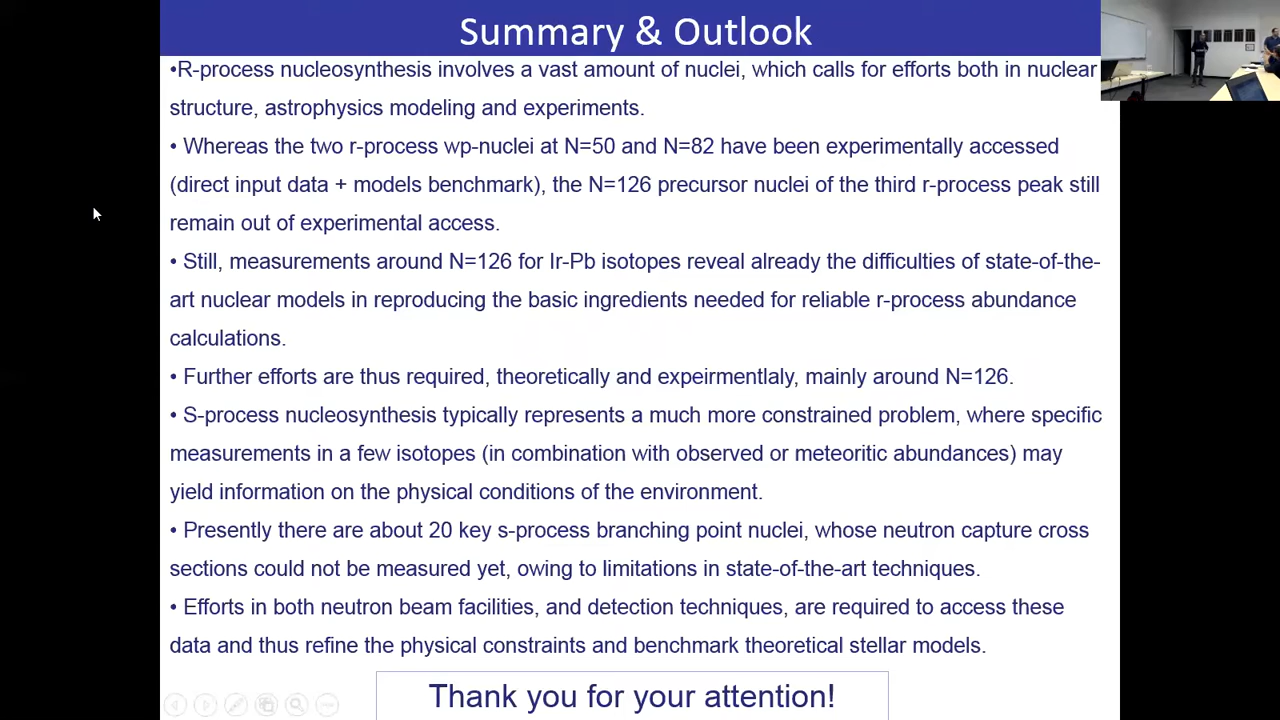 Summary & Outlook
•R-process nucleosynthesis involves a vast amount of nuclei, which calls for efforts both in nuclear
structure, astrophysics modeling and experiments.
• Whereas the two r-process wp-nuclei at N=50 and N=82 have been experimentally accessed
(direct input data + models benchmark), the N=126 precursor nuclei of the third r-process peak still
remain out of experimental access.
• Still, measurements around N=126 for Ir-Pb isotopes reveal already the difficulties of state-of-the-
art nuclear models in reproducing the basic ingredients needed for reliable r-process abundance
calculations.
• Further efforts are thus required, theoretically and expeirmentlaly, mainly around N=126.
• S-process nucleosynthesis typically represents a much more constrained problem, where specific
measurements in a few isotopes (in combination with observed or meteoritic abundances) may
yield information on the physical conditions of the environment.
• Presently there are about 20 key s-process branching point nuclei, whose neutron capture cross
sections could not be measured yet, owing to limitations in state-of-the-art techniques.
• Efforts in both neutron beam facilities, and detection techniques, are required to access these
data and thus refine the physical constraints and benchmark theoretical stellar models.
Thank you for your attention!